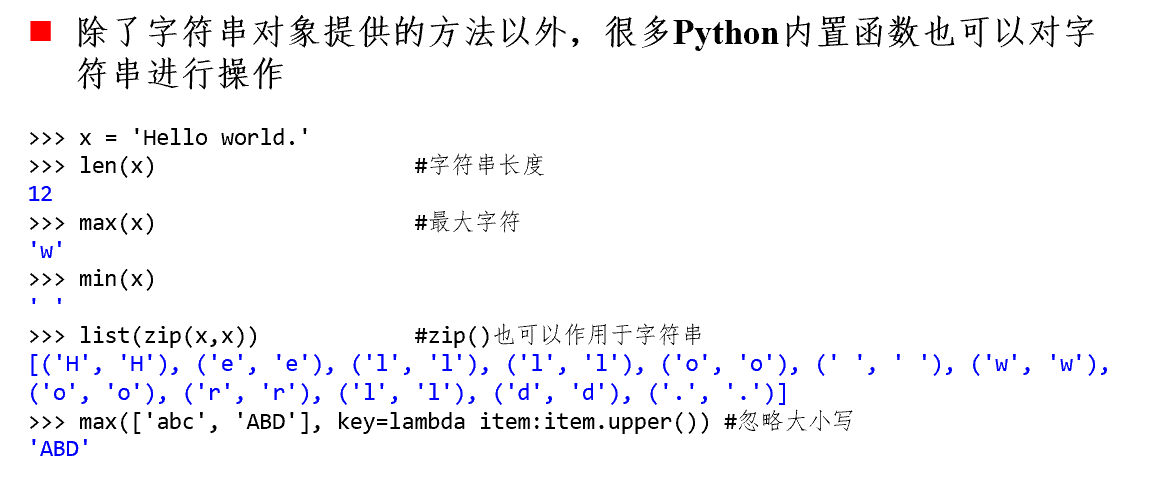 除了字符串对象提供的方法以外，很多Python内置函数也可以对字
符串进行操作
>>> x = 'Hello world.'
>>> len(x) #字符串长度
12
>>> max(x) #最大字符
'w'
>>> min(x)
' '
>>> list(zip(x,x)) #zip()也可以作用于字符串
[('H', 'H'), ('e', 'e'), ('l', 'l'), ('l', 'l'), ('o', 'o'), (' ', ' '), ('w', 'w'),
('o', 'o'), ('r', 'r'), ('l', 'l'), ('d', 'd'), ('.', '.')]
>>> max(['abc', 'ABD'], key=lambda item:item.upper()) #忽略大小写
'ABD'